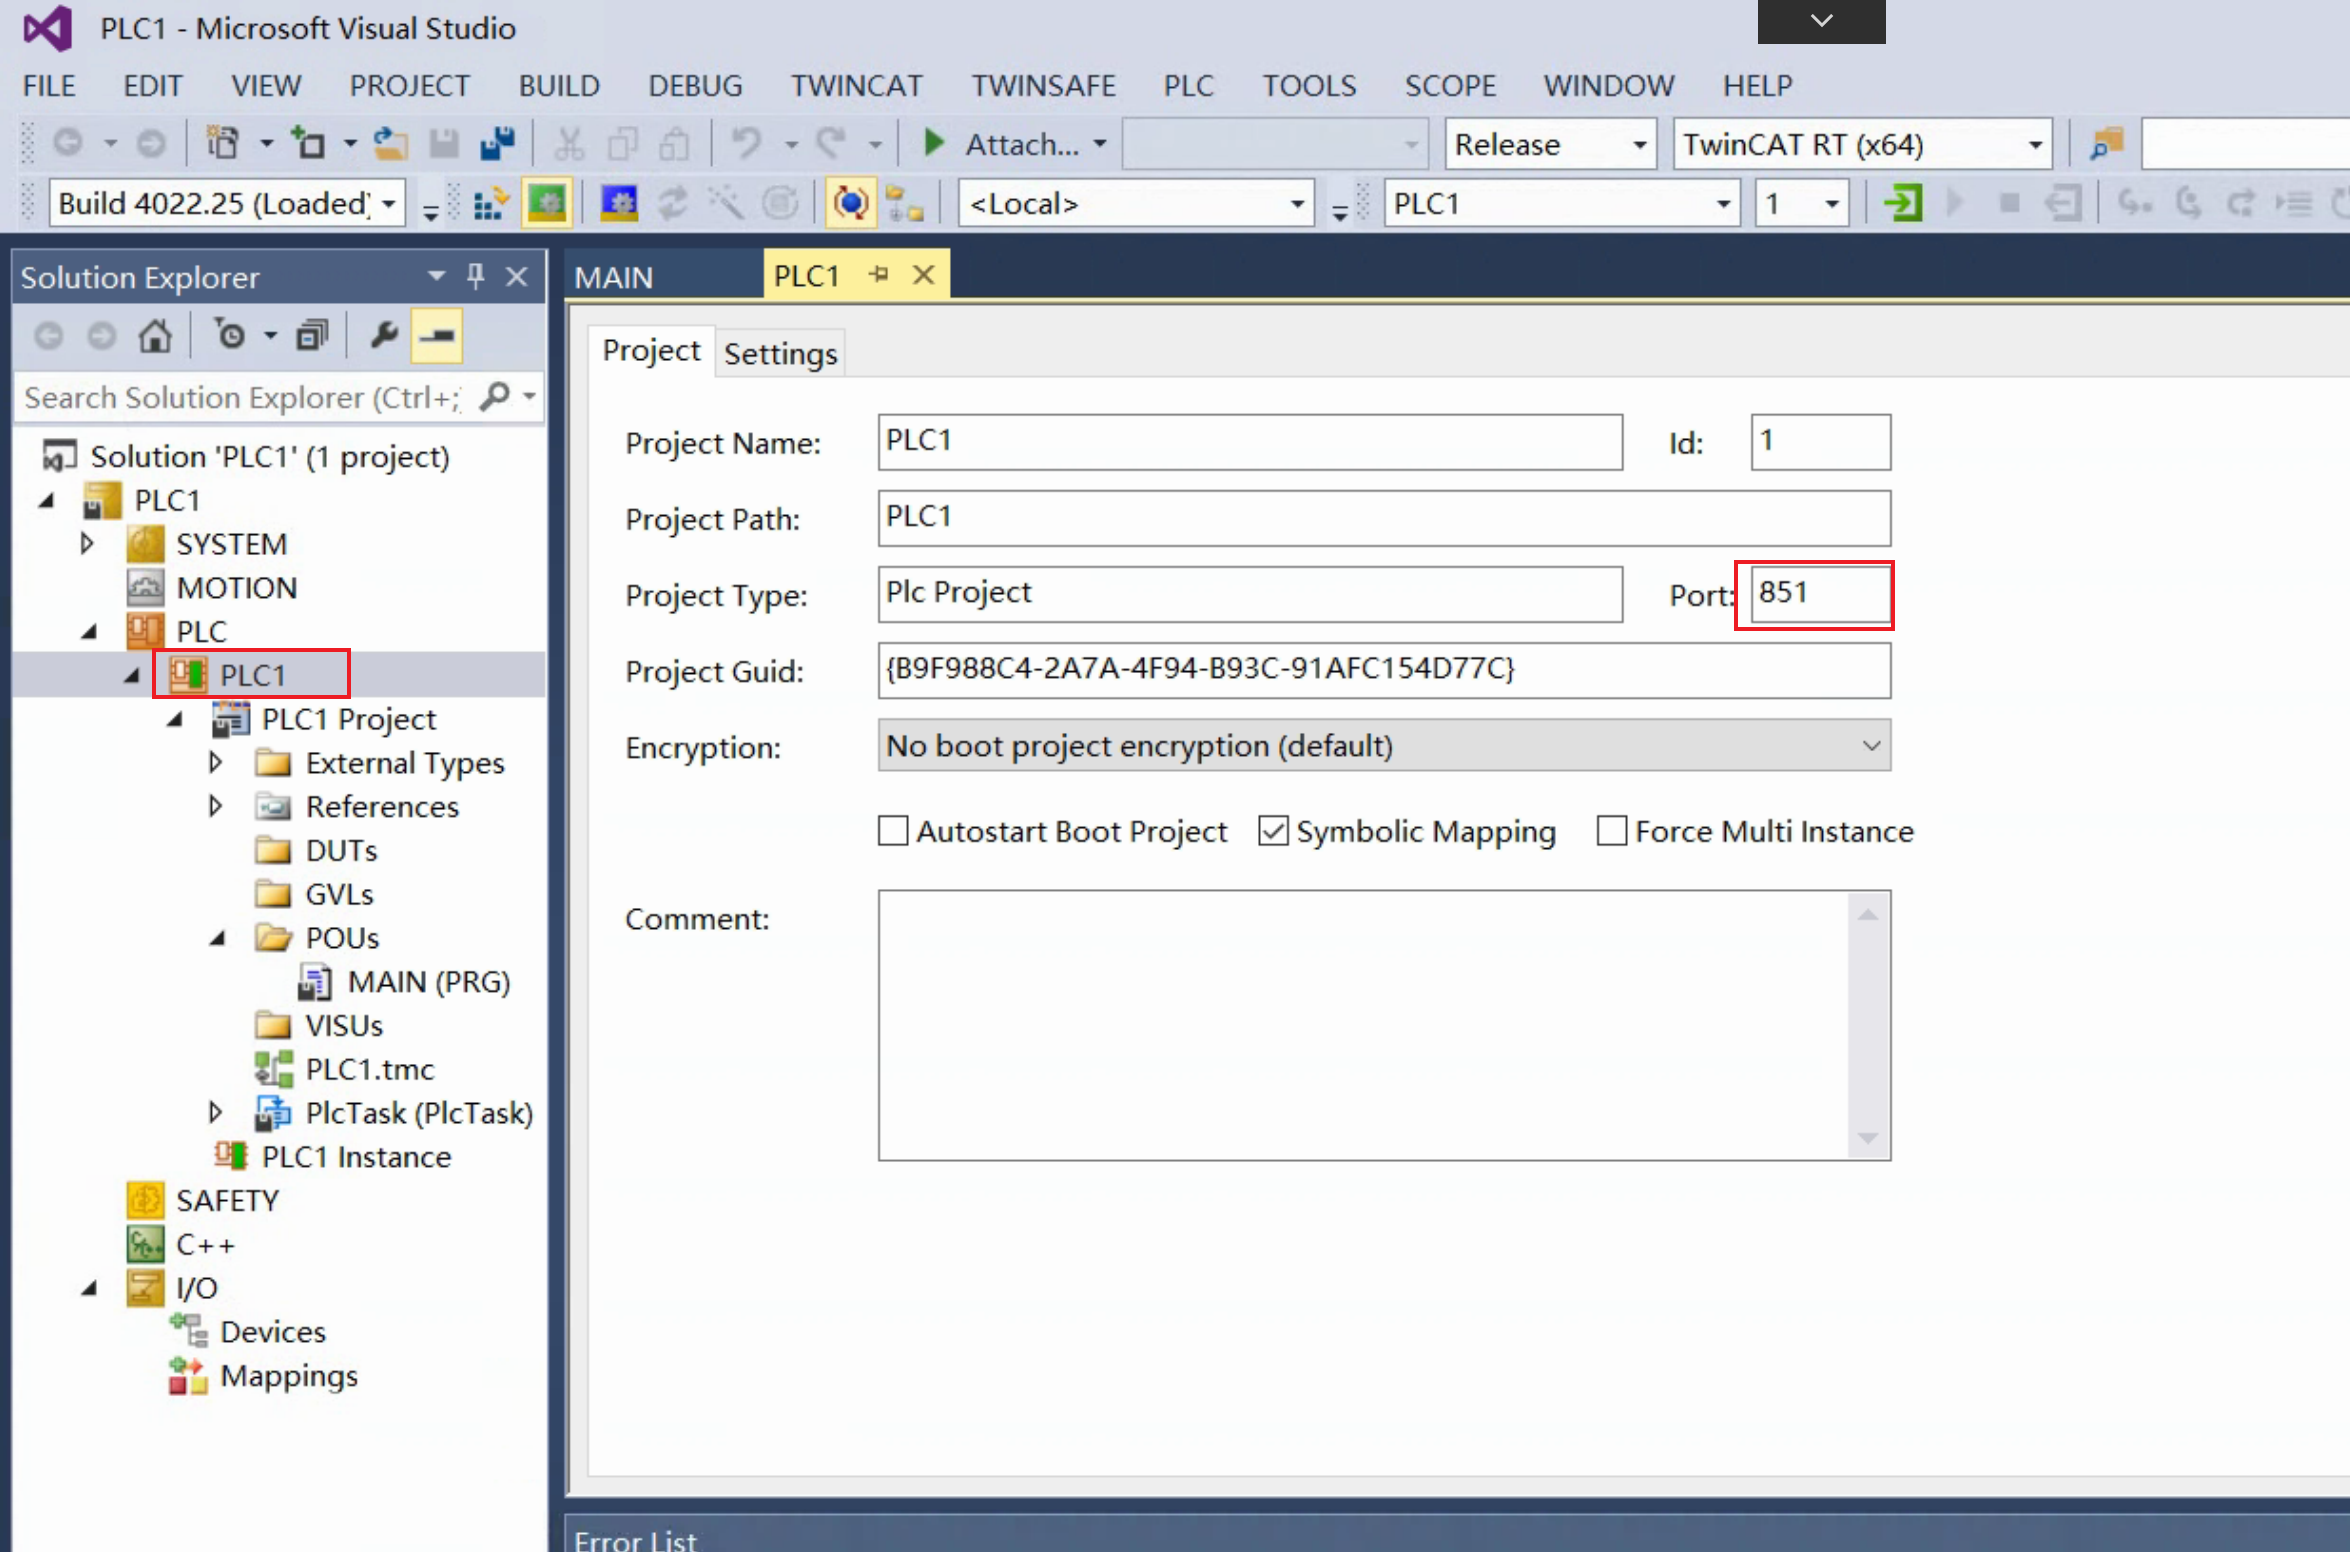 PLC1 - Microsoft Visual Studio
FILE EDIT VIEW PROJECT BUILD DEBUG TWINCAT TWINSAFE PLC TOOLS SCOPE WINDOW HELP
Attach... Release TwinCAT RT (x64)
Build 4022.25 (Loaded) <Local> PLC1 1
Solution Explorer
Search Solution Explorer (Ctrl+;
Solution 'PLC1' (1 project)
PLC1
SYSTEM
MOTION
PLC
PLC1
PLC1 Project
External Types
References
DUTs
GVLs
POUs
MAIN (PRG)
VISUs
PLC1.tmc
PlcTask (PlcTask)
PLC1 Instance
SAFETY
C++
I/O
Devices
Mappings
MAIN PLC1
Project Settings
Project Name: PLC1 Id: 1
Project Path: PLC1
Project Type: Plc Project Port: 851
Project Guid: {B9F988C4-2A7A-4F94-B93C-91AFC154D77C}
Encryption: No boot project encryption (default)
Autostart Boot Project Symbolic Mapping Force Multi Instance
Comment:
Error List